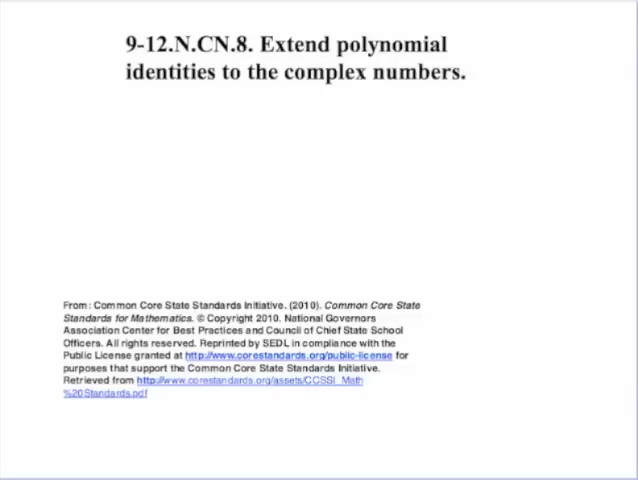 9-12.N.CN.8. Extend polynomial
identities to the complex numbers.
From: Common Core State Standards Initiative. (2010). Common Core State
Standards for Mathematics. © Copyright 2010. National Governors
Association Center for Best Practices and Council of Chief State School
Officers. All rights reserved. Reprinted by SEDL in compliance with the
Public License granted at http://www.corestandards.org/public-license for
purposes that support the Common Core State Standards Initiative.
Retrieved from http://www.corestandards.org/assets/CCSSI_Math
%20Standards.pdf